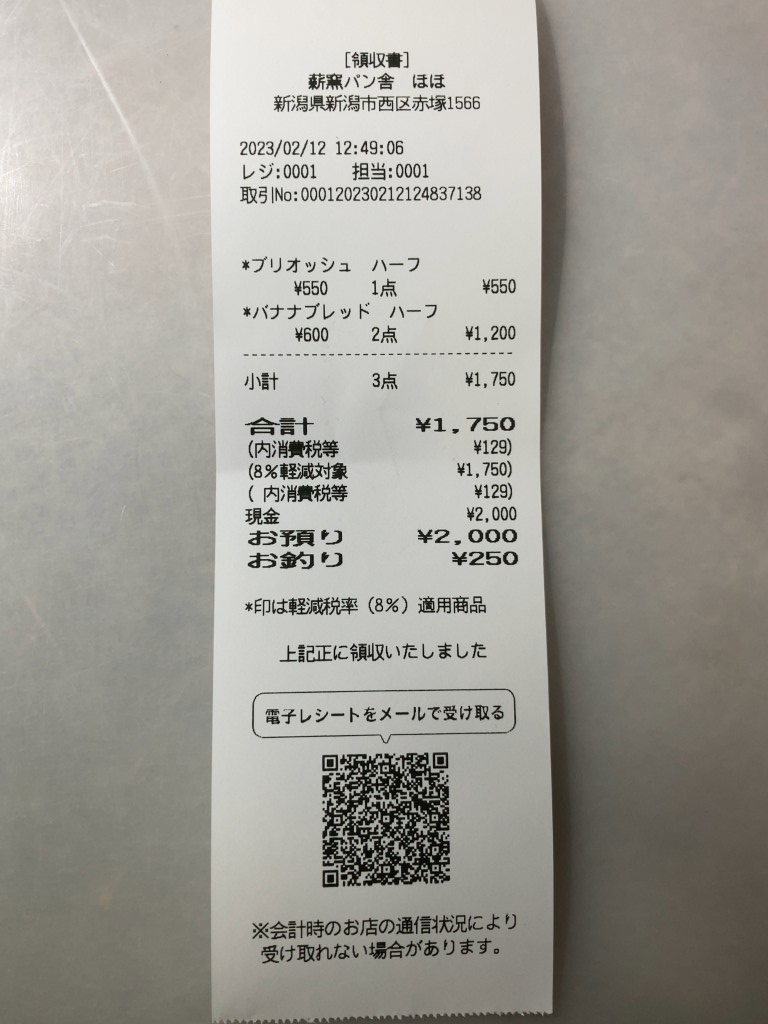 [領収書]
薪窯パン舎　ほほ
新潟県新潟市西区赤塚1566
2023/02/12 12:49:06
レジ:0001　担当:0001
取引No:000120230212124837138
*ブリオッシュ　ハーフ
¥550　1点　¥550
*バナナブレッド　ハーフ
¥600　2点　¥1,200
小計　3点　¥1,750
合計　¥1,750
(内消費税等　¥129)
(8%軽減対象　¥1,750)
( 内消費税等　¥129)
現金　¥2,000
お預り　¥2,000
お釣り　¥250
*印は軽減税率（8%）適用商品
上記正に領収いたしました
電子レシートをメールで受け取る
※会計時のお店の通信状況により
受け取れない場合があります。